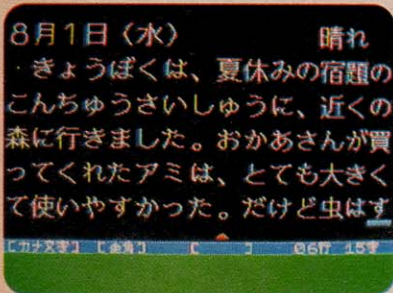 8月1日（水） 晴れ
きょうぼくは、夏休みの宿題の
こんちゅうさいしゅうに、近くの
森に行きました。おかあさんが買
ってくれたアミは、とても大きく
て使いやすかった。だけど虫はす
[カナ文字] [全角] [ ] 06行 15字